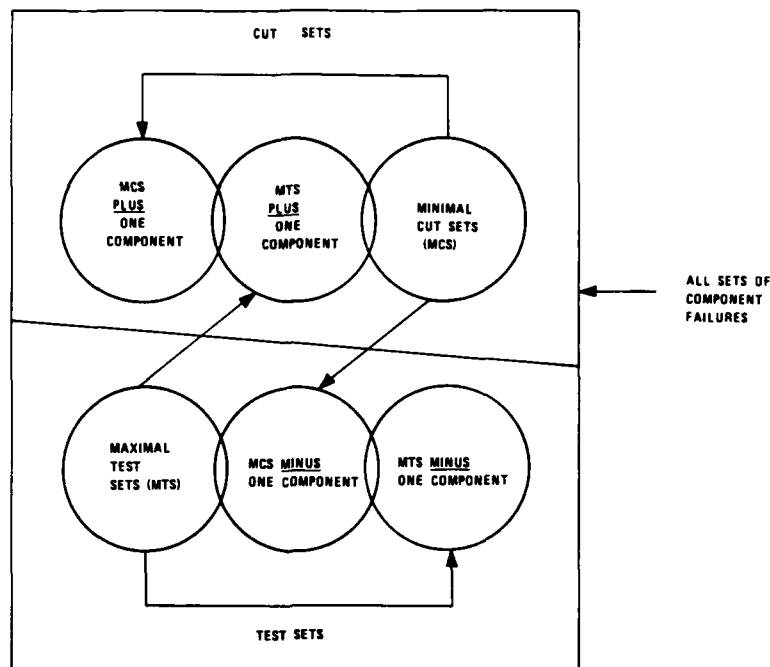 CUT SETS
MCS
PLUS
ONE
COMPONENT
MTS
PLUS
ONE
COMPONENT
MINIMAL
CUT SETS
(MCS)
ALL SETS OF
COMPONENT
FAILURES
MAXIMAL
TEST
SETS (MTS)
MCS MINUS
ONE COMPONENT
MTS MINUS
ONE COMPONENT
TEST SETS